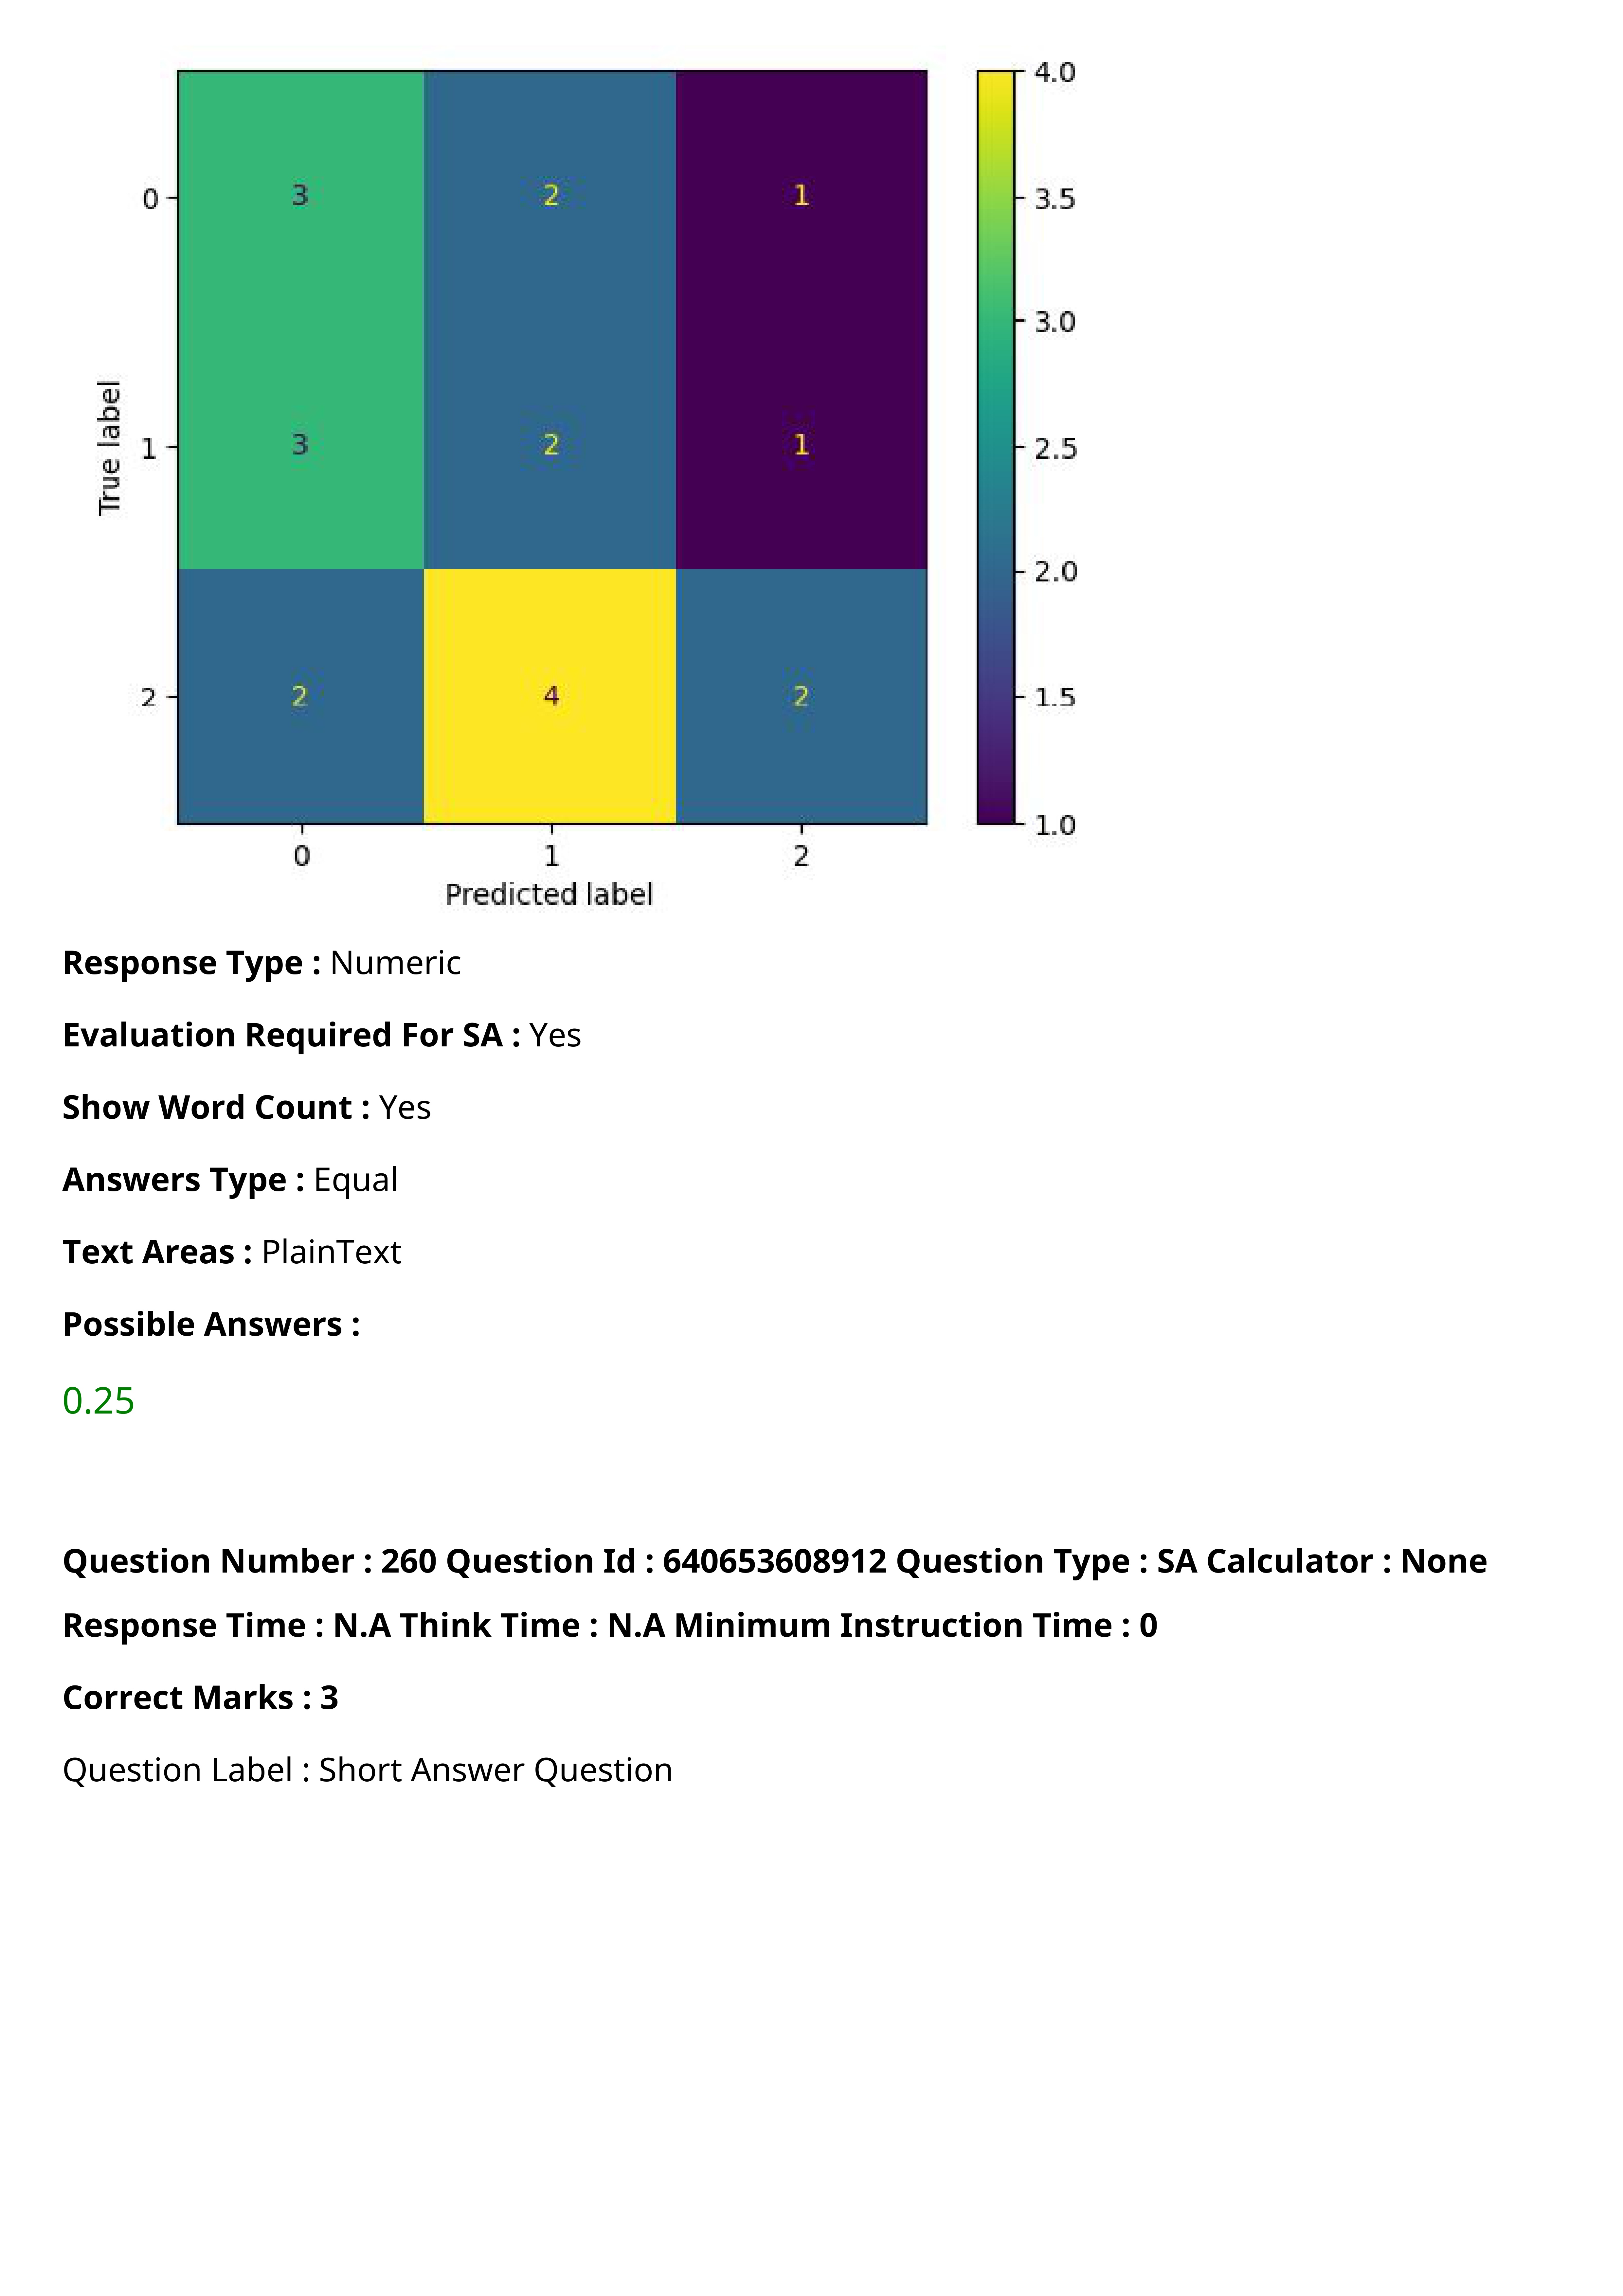 4.0
0 3 2 1 3.5
3.0
True label
1 3 2 1 2.5
2.0
2 2 4 2 1.5
1.0
0 1 2
Predicted label
Response Type : Numeric
Evaluation Required For SA : Yes
Show Word Count : Yes
Answers Type : Equal
Text Areas : PlainText
Possible Answers :
0.25
Question Number : 260 Question Id : 640653608912 Question Type : SA Calculator : None
Response Time : N.A Think Time : N.A Minimum Instruction Time : 0
Correct Marks : 3
Question Label : Short Answer Question